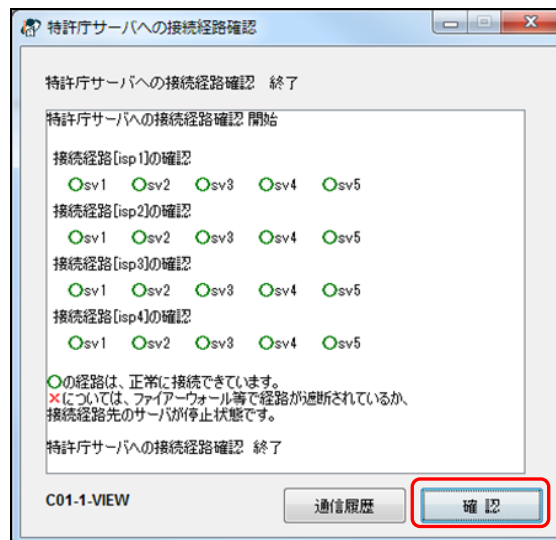 特許庁サーバへの接続経路確認
特許庁サーバへの接続経路確認 終了
特許庁サーバへの接続経路確認 開始
接続経路[isp1]の確認
○sv1 ○sv2 ○sv3 ○sv4 ○sv5
接続経路[isp2]の確認
○sv1 ○sv2 ○sv3 ○sv4 ○sv5
接続経路[isp3]の確認
○sv1 ○sv2 ○sv3 ○sv4 ○sv5
接続経路[isp4]の確認
○sv1 ○sv2 ○sv3 ○sv4 ○sv5
○の経路は、正常に接続できています。
×については、ファイアーウォール等で経路が遮断されているか、
接続経路先のサーバが停止状態です。
特許庁サーバへの接続経路確認 終了
C01-1-VIEW 通信履歴 確 認